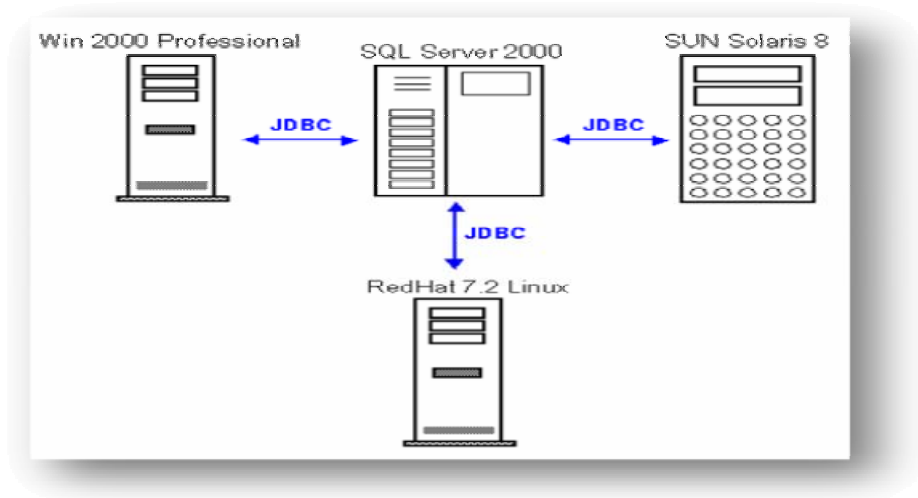 Win 2000 Professional
SQL Server 2000
SUN Solaris 8
JDBC
JDBC
JDBC
RedHat 7.2 Linux